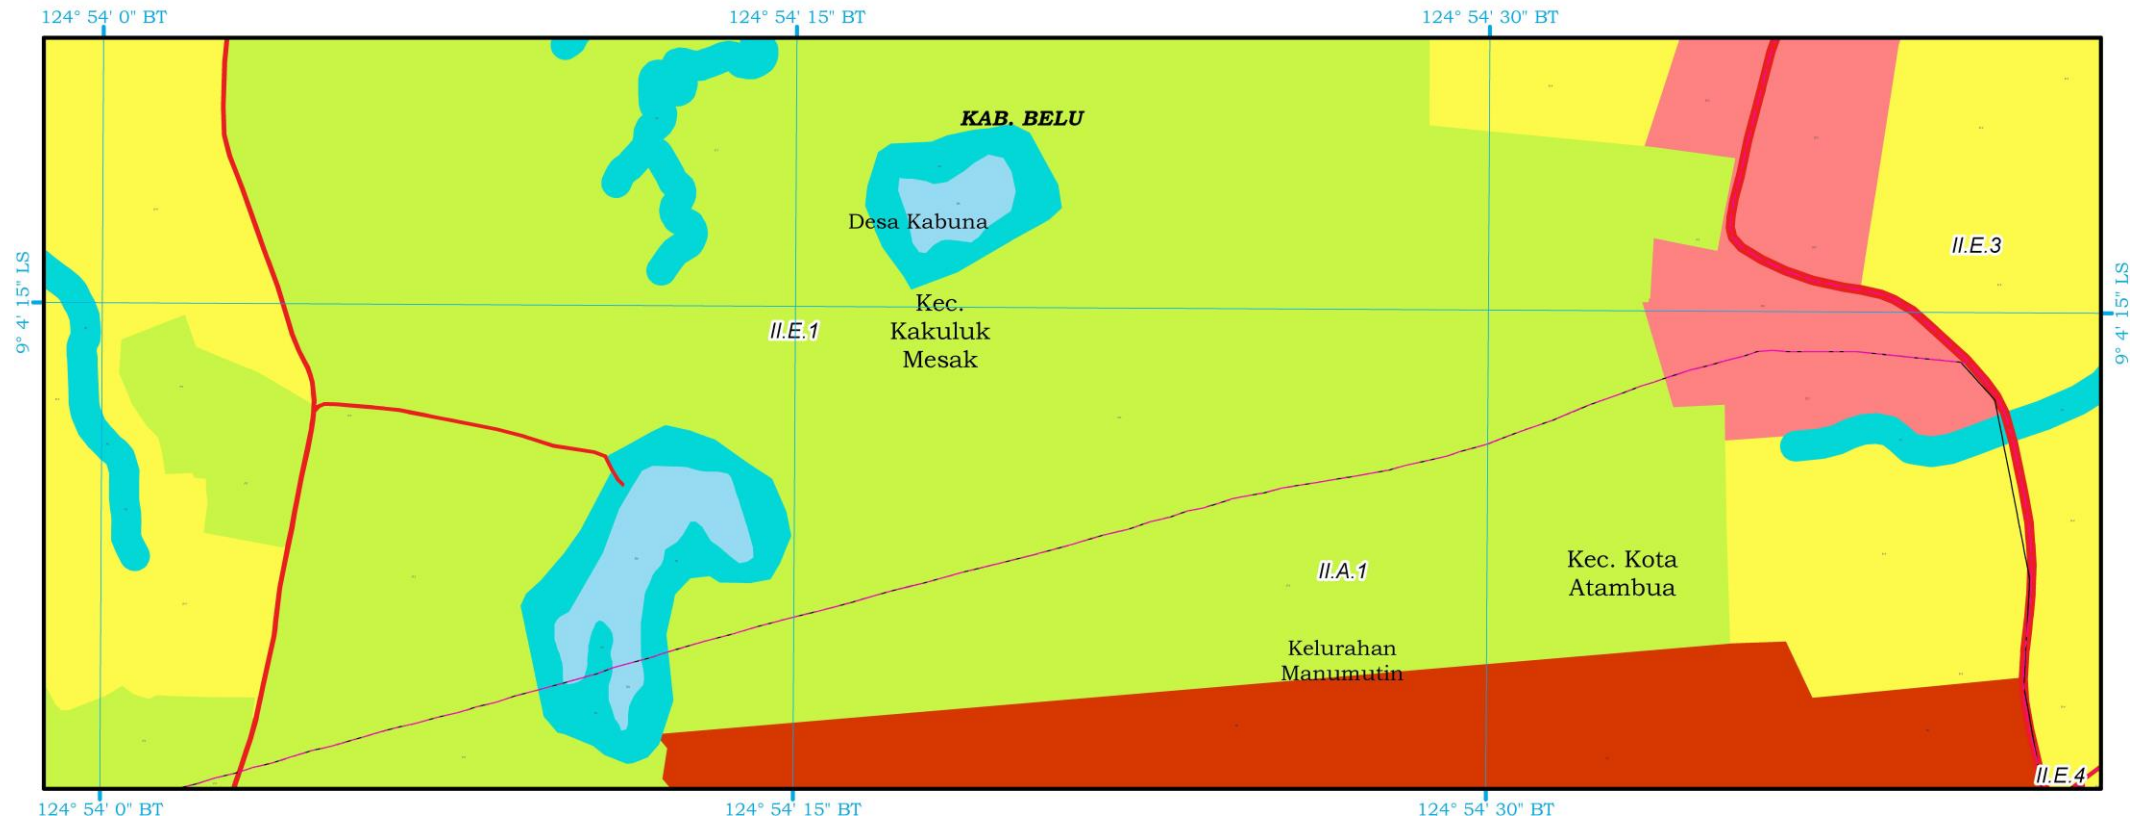 124° 54' 0" BT
124° 54' 15" BT
124° 54' 30" BT
KAB. BELU
Desa Kabuna
II.E.3
9° 4' 15" LS
9° 4' 15" LS
Kec.
Kakuluk
Mesak
II.E.1
II.A.1
Kec. Kota
Atambua
Kelurahan
Manumutin
II.E.4
124° 54' 0" BT
124° 54' 15" BT
124° 54' 30" BT